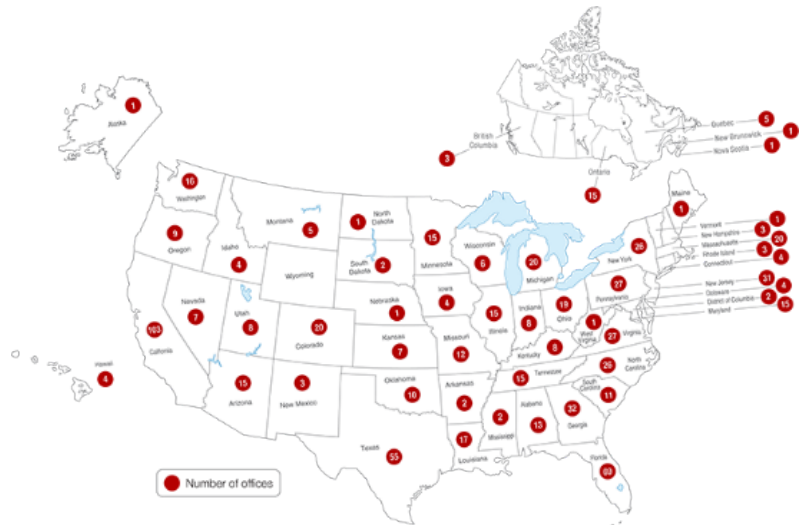 1
Alaska
Quebec
5
New Brunswick
1
Nova Scotia
1
British
Columbia
3
Ontario
15
16
Washington
Montana
5
1
North
Dakota
15
Minnesota
Wisconsin
6
Michigan
Maine
1
Vermont
1
New Hampshire
3
Massachusetts
20
Rhode Island
3
Connecticut
4
9
Oregon
Idaho
4
Wyoming
South
Dakota
2
26
New York
New Jersey
31
Delaware
4
District of Columbia
2
Maryland
15
27
Pennsylvania
Nevada
7
Utah
8
Colorado
Nebraska
1
Iowa
4
Illinois
Indiana
8
19
Ohio
1
West
Virginia
27
Virginia
103
California
Kansas
7
Missouri
12
Kentucky
8
Hawaii
4
15
Arizona
3
New Mexico
Oklahoma
10
Arkansas
2
15
Tennessee
North
Carolina
South
Carolina
11
Texas
55
17
Louisiana
2
Mississippi
Alabama
13
32
Georgia
Florida
Number of offices